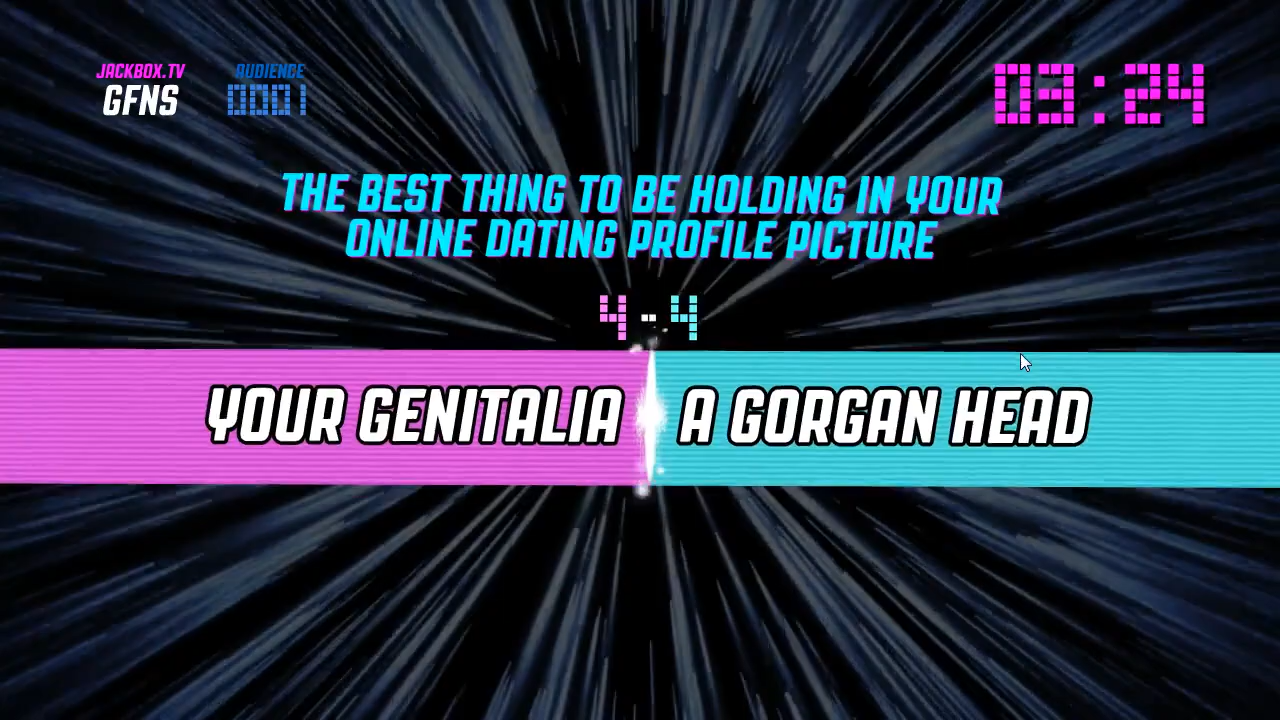 JACKBOX.TV
GFNS
AUDIENCE
0001
03:24
THE BEST THING TO BE HOLDING IN YOUR
ONLINE DATING PROFILE PICTURE
4 - 4
YOUR GENITALIA
A GORGAN HEAD